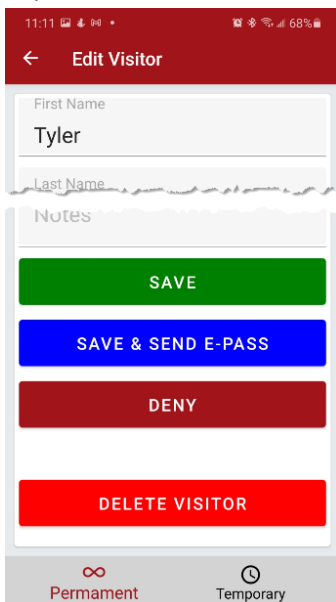 11:11 68%
Edit Visitor
First Name
Tyler
Last Name
Notes
SAVE
SAVE & SEND E-PASS
DENY
DELETE VISITOR
Permament Temporary